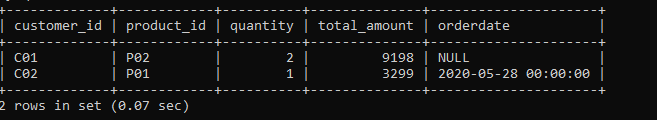 +-------------+------------+----------+--------------+---------------------+
| customer_id | product_id | quantity | total_amount | orderdate           |
+-------------+------------+----------+--------------+---------------------+
| C01         | P02        |        2 |         9198 | NULL                |
| C02         | P01        |        1 |         3299 | 2020-05-28 00:00:00 |
+-------------+------------+----------+--------------+---------------------+
2 rows in set (0.07 sec)